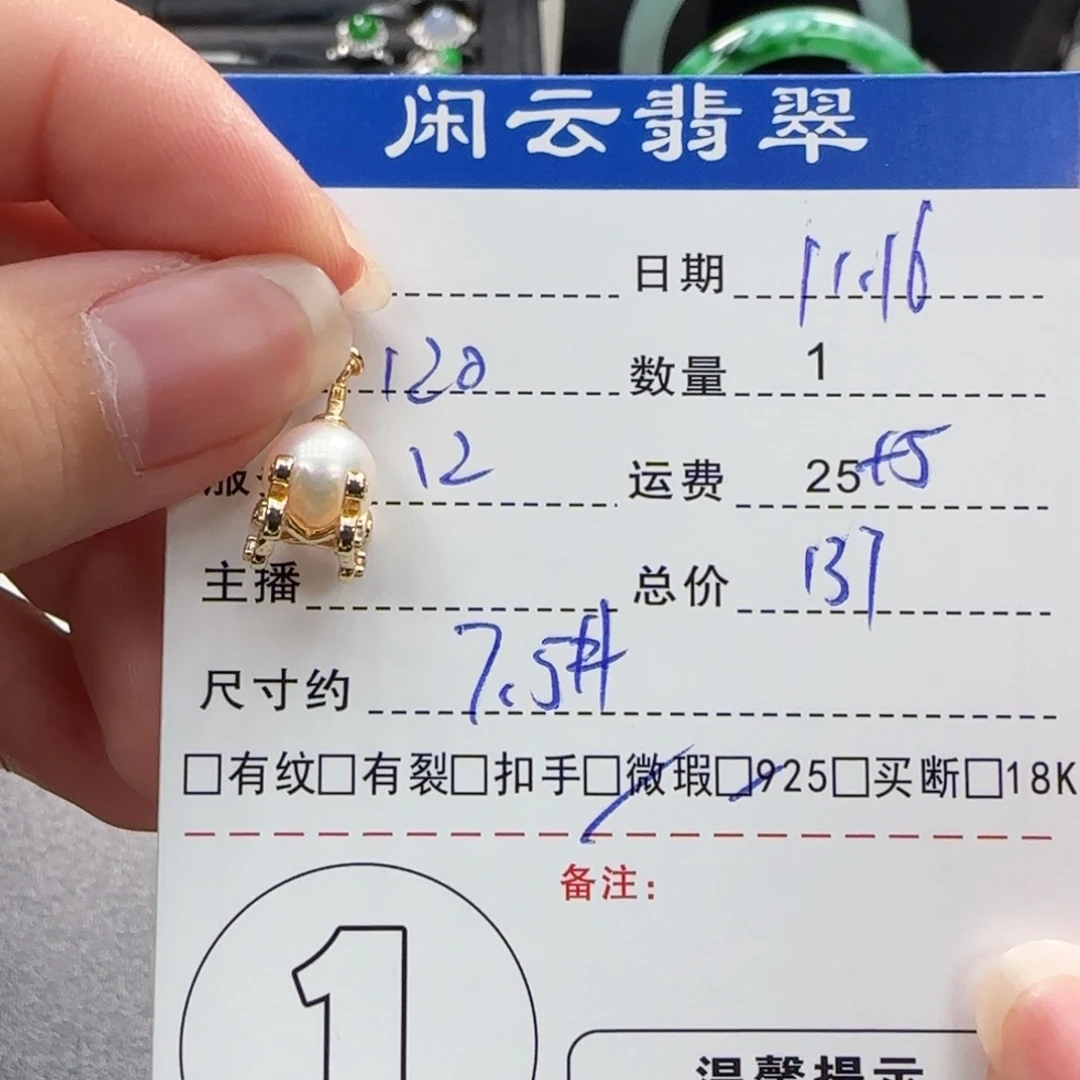 闲云翡翠
日期 11.16
120 数量 1
服 12 运费 25+5
主播 总价 137
尺寸约 7.5#
□有纹□有裂□扣手□微瑕□925□买断□18K
备注:
1
温馨提示